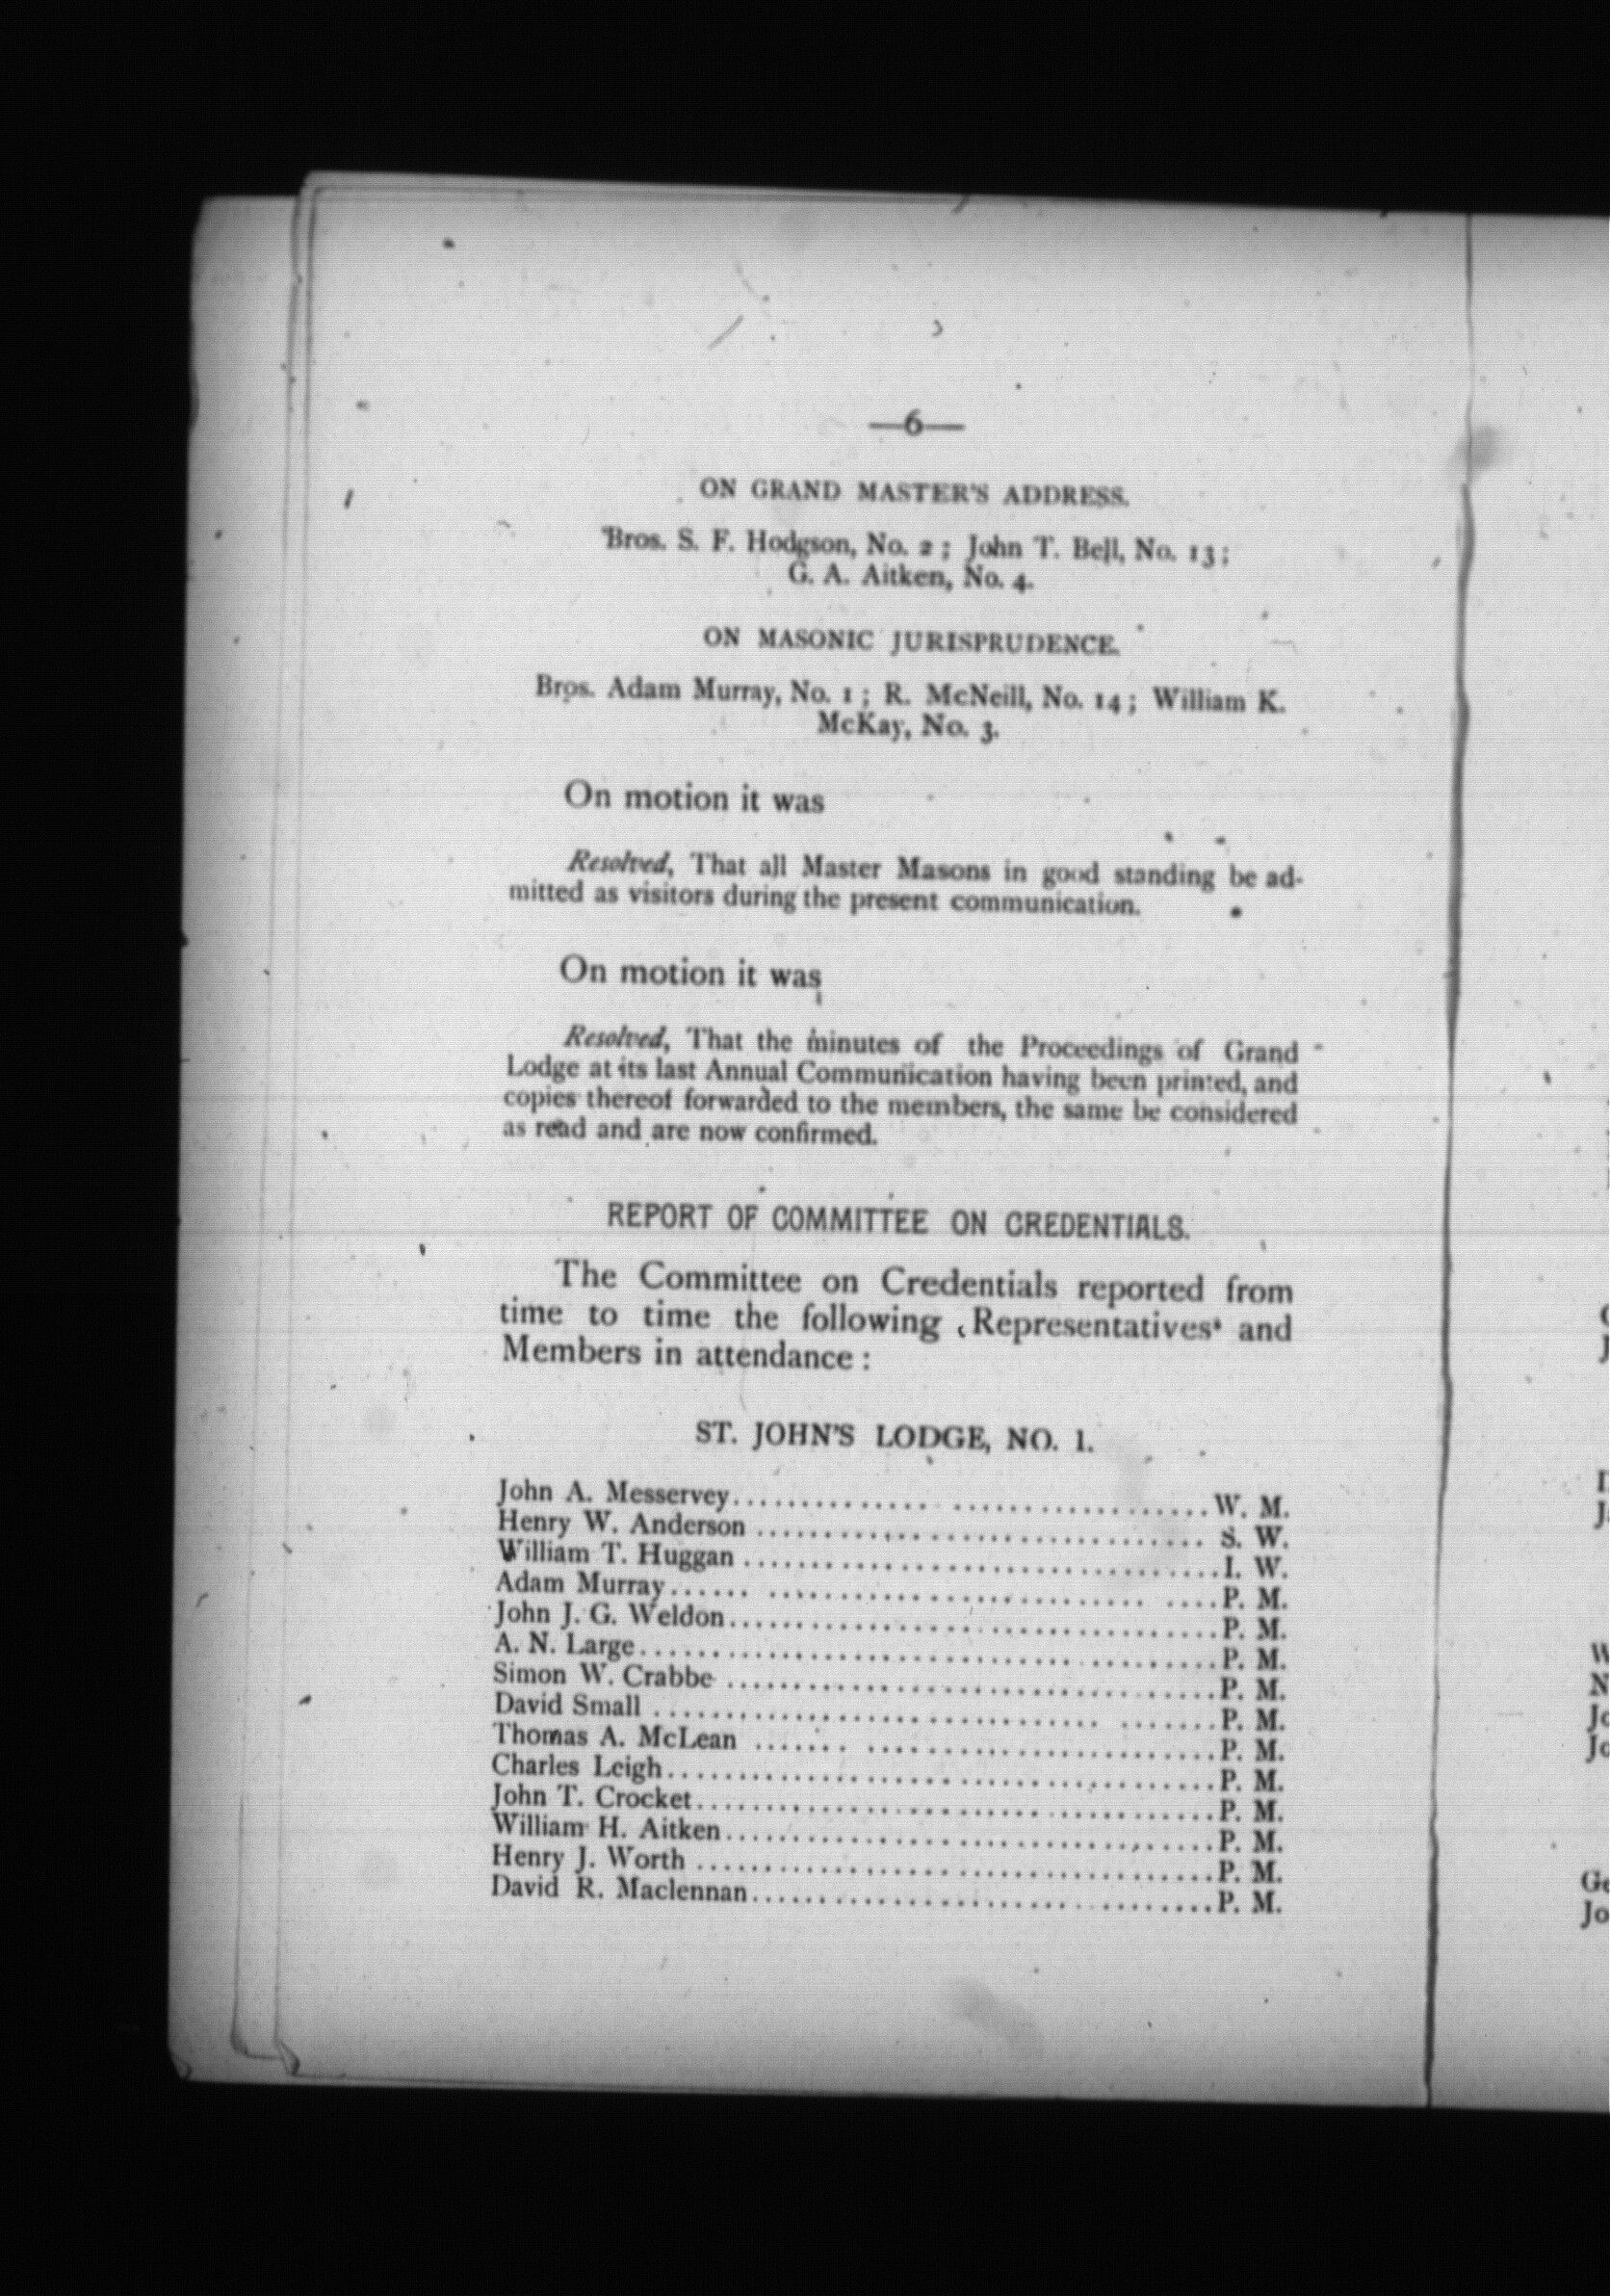 —6—
ON GRAND MASTER'S ADDRESS.
Bros. S. F. Hodgson, No. 2 ; John T. Bell, No. 13 ;
G. A. Aitken, No. 4.
ON MASONIC JURISPRUDENCE.
Bros. Adam Murray, No. 1 ; R. McNeill, No. 14 ; William K.
McKay, No. 3.
On motion it was
Resolved, That all Master Masons in good standing be ad-
mitted as visitors during the present communication.
On motion it was
Resolved, That the minutes of the Proceedings of Grand
Lodge at its last Annual Communication having been printed, and
copies thereof forwarded to the members, the same be considered
as read and are now confirmed.
REPORT OF COMMITTEE ON CREDENTIALS.
The Committee on Credentials reported from
time to time the following Representatives and
Members in attendance :
ST. JOHN'S LODGE, NO. 1.
John A. Messervey................................W. M.
Henry W. Anderson ............................ S. W.
William T. Huggan ..............................I. W.
Adam Murray...... ....................... ....P. M.
John J. G. Weldon................................P. M.
A. N. Large......................................P. M.
Simon W. Crabbe ................................P. M.
David Small .......................... .......P. M.
Thomas A. McLean ...... .......................P. M.
Charles Leigh....................................P. M.
John T. Crocket..................................P. M.
William H. Aitken................................P. M.
Henry J. Worth ..................................P. M.
David R. Maclennan..............................P. M.